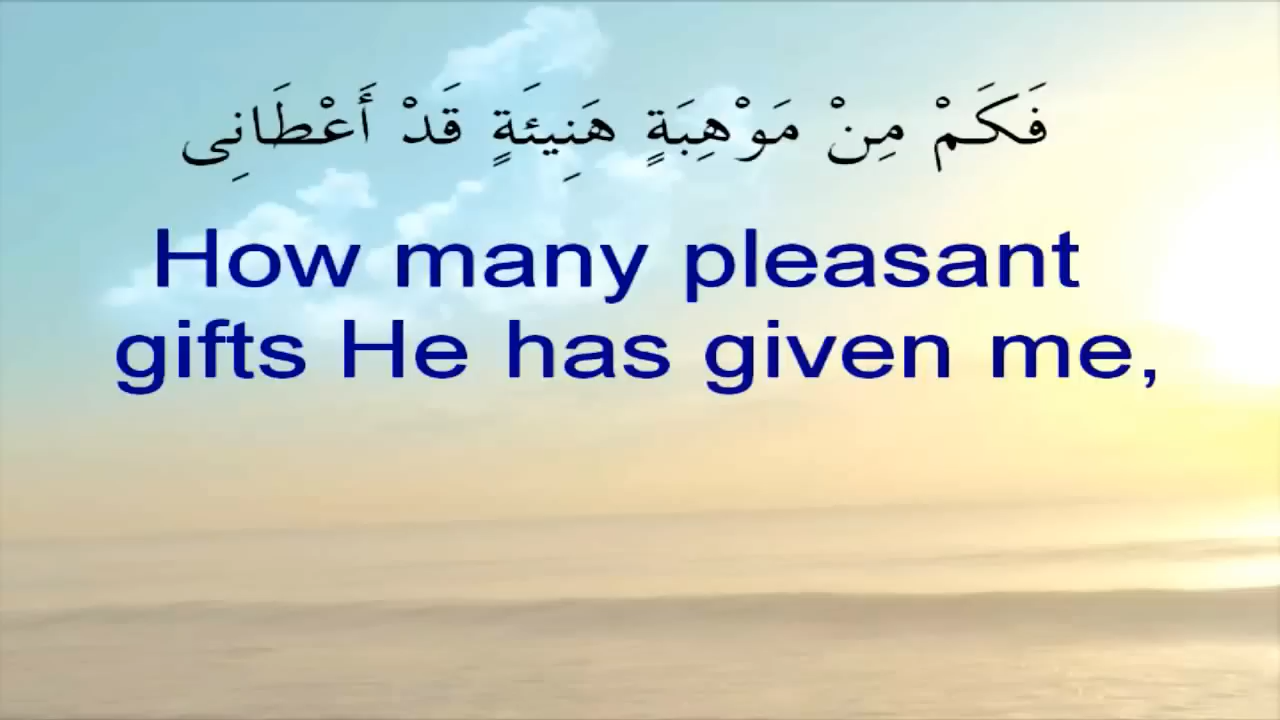 فَكَمْ مِنْ مَوْهِبَةٍ هَنِيئَةٍ قَدْ أَعْطَانِى
How many pleasant
gifts He has given me,